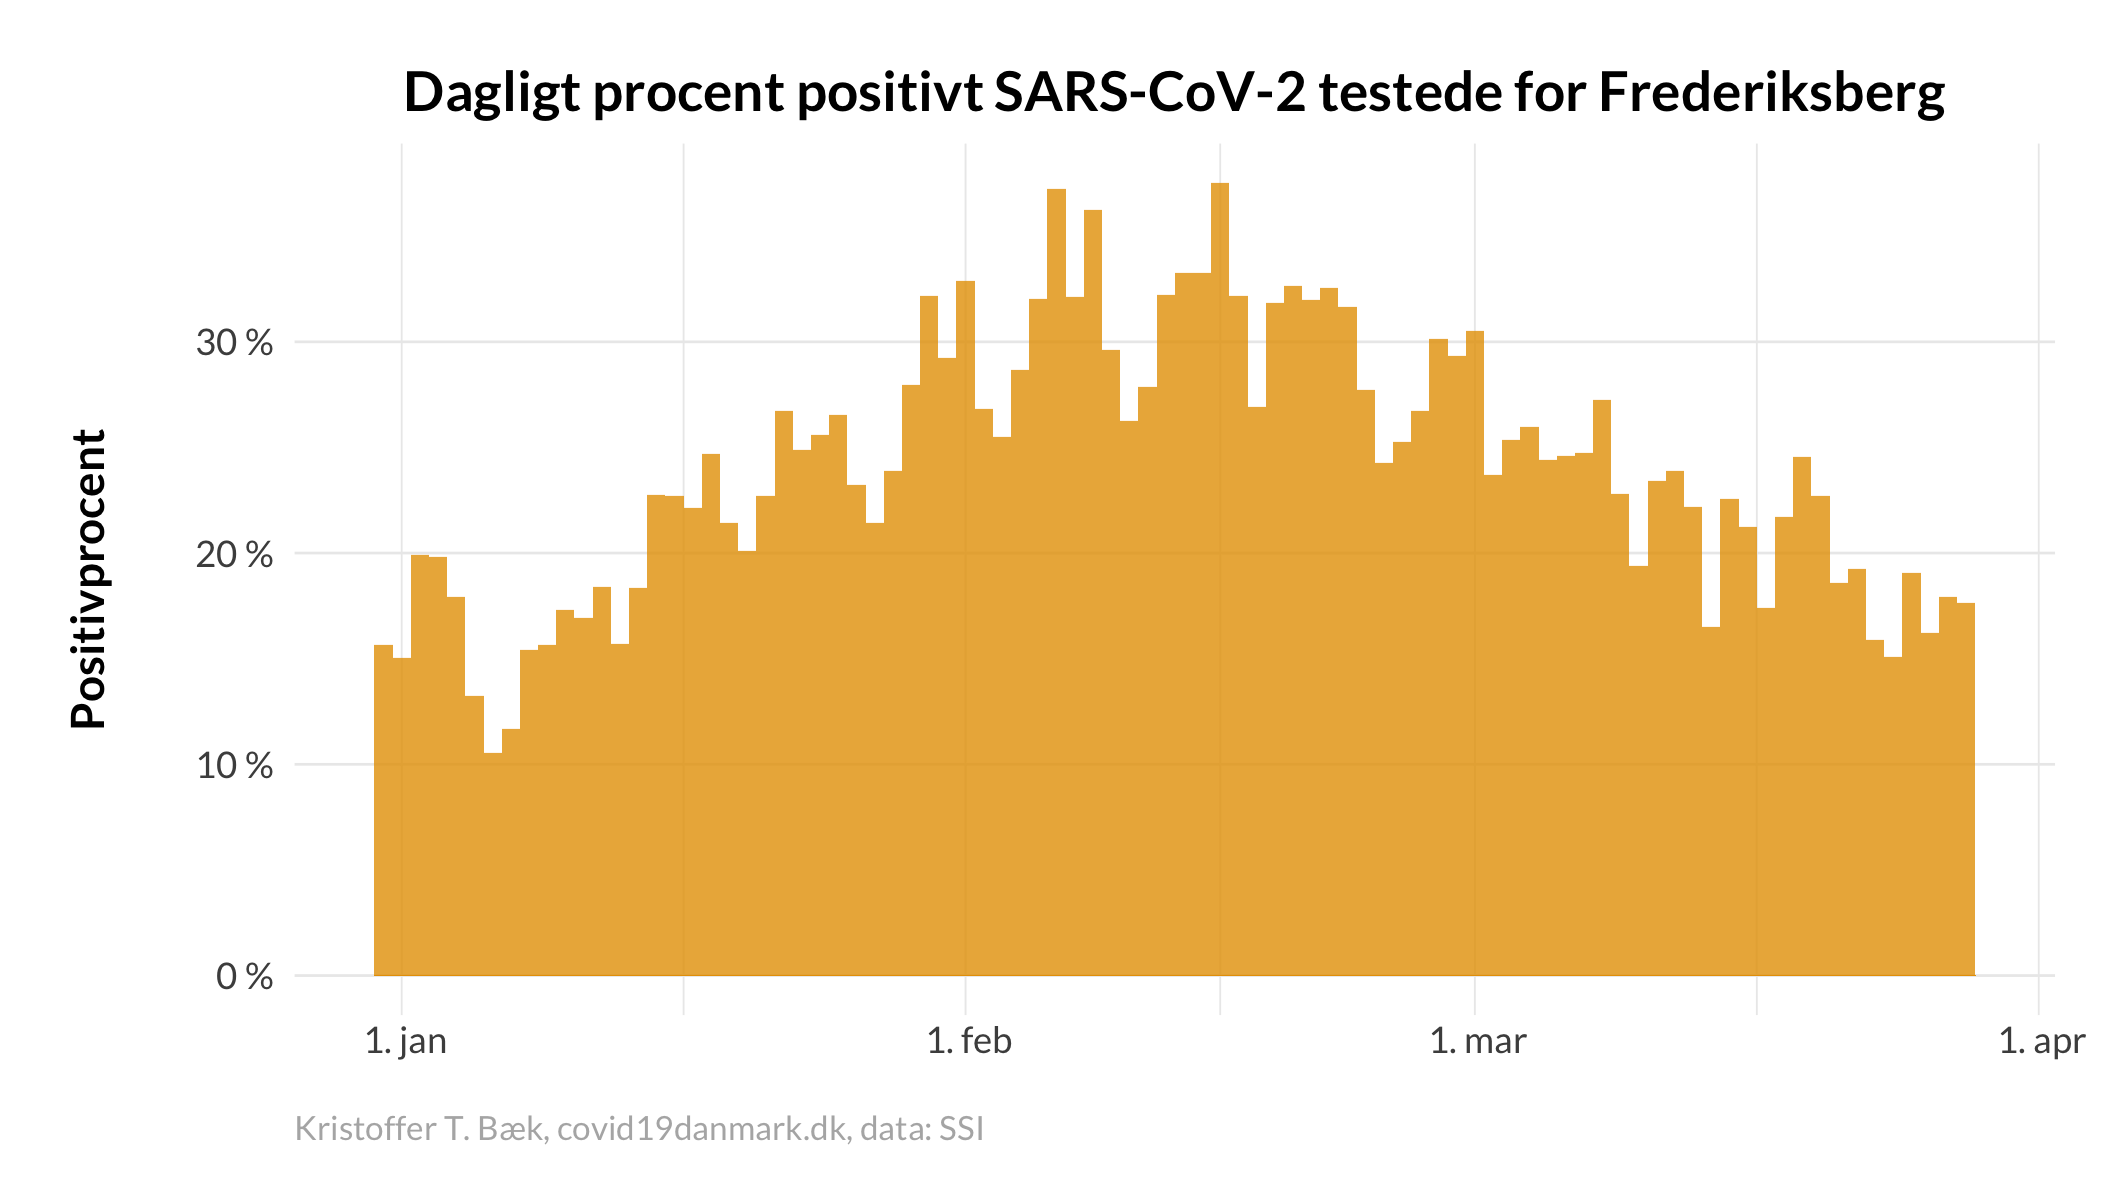 Dagligt procent positivt SARS-CoV-2 testede for Frederiksberg
Positivprocent
30 %
20 %
10 %
0 %
1. jan
1. feb
1. mar
1. apr
Kristoffer T. Bæk, covid19danmark.dk, data: SSI